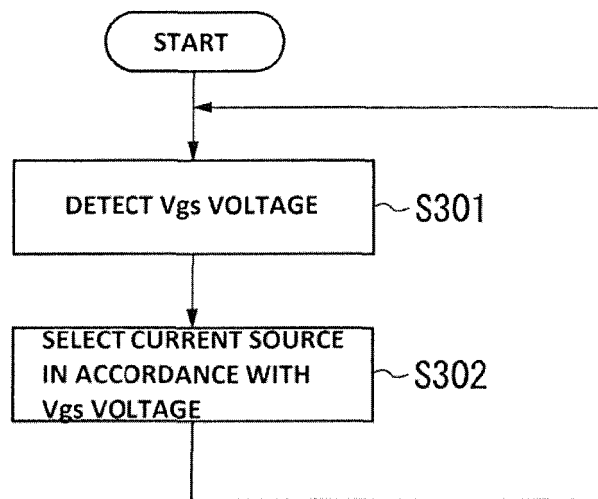 START
DETECT Vgs VOLTAGE
S301
SELECT CURRENT SOURCE
IN ACCORDANCE WITH
Vgs VOLTAGE
S302